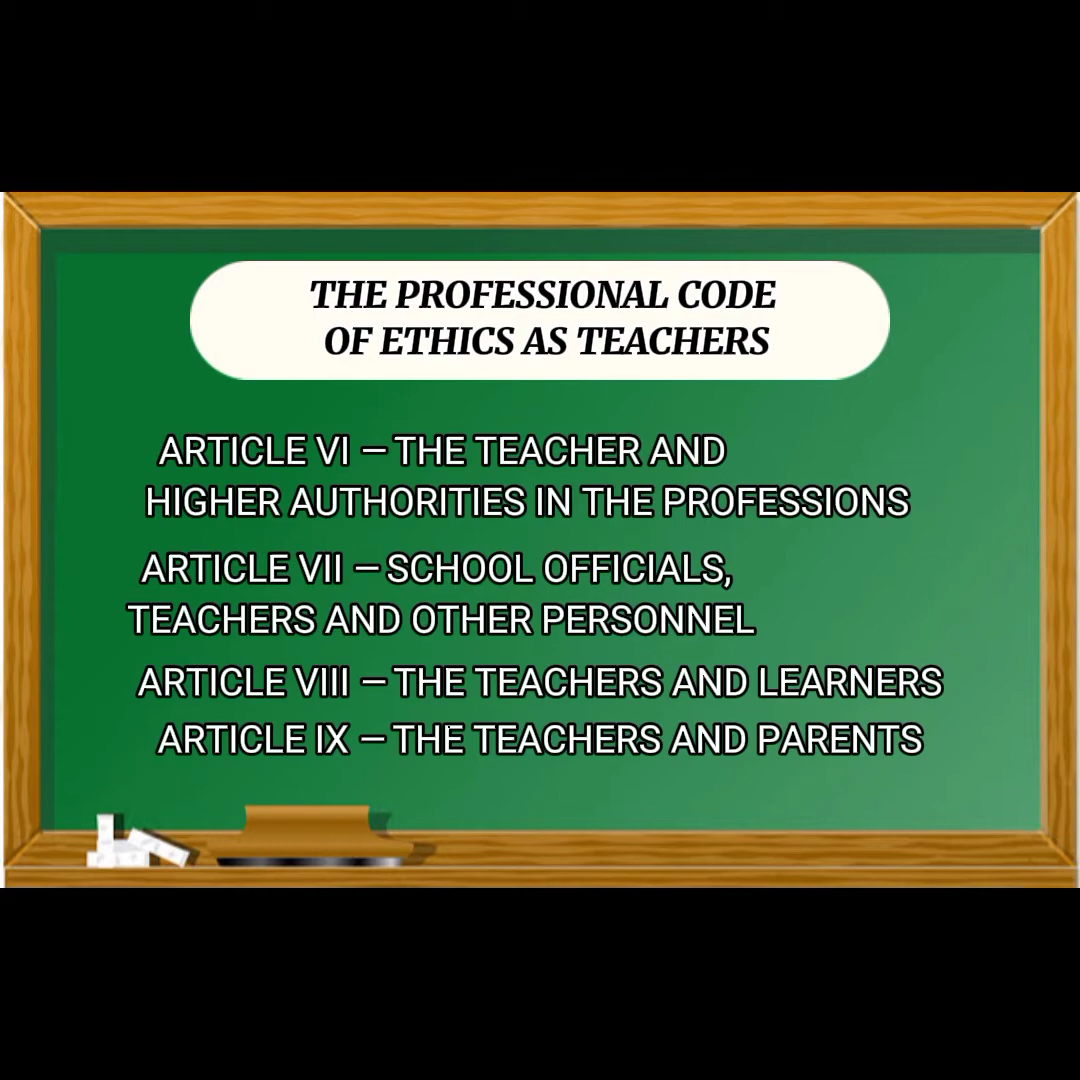 THE PROFESSIONAL CODE
OF ETHICS AS TEACHERS
ARTICLE VI – THE TEACHER AND
HIGHER AUTHORITIES IN THE PROFESSIONS
ARTICLE VII – SCHOOL OFFICIALS,
TEACHERS AND OTHER PERSONNEL
ARTICLE VIII – THE TEACHERS AND LEARNERS
ARTICLE IX – THE TEACHERS AND PARENTS